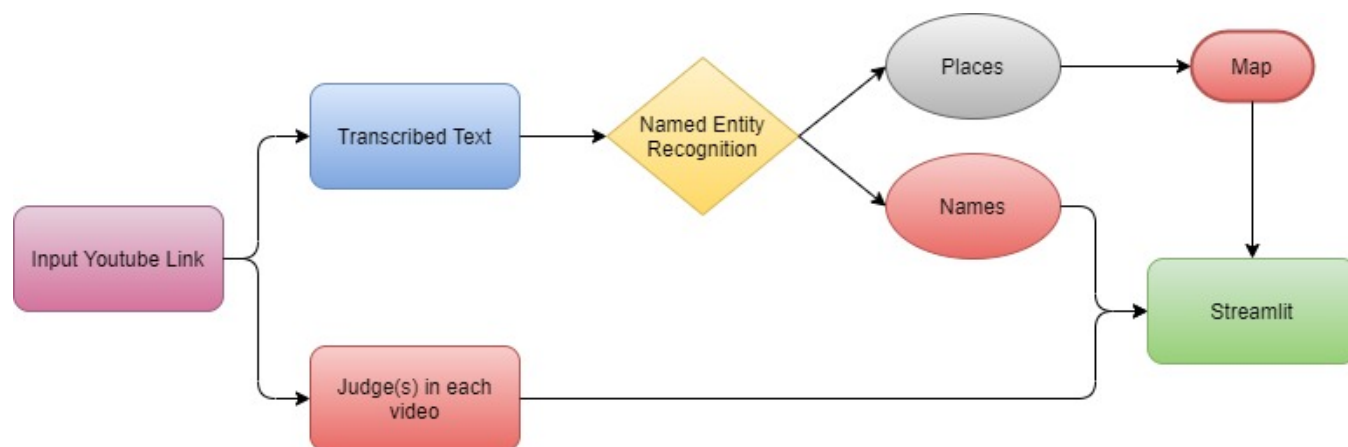 Places
Map
Transcribed Text
Named Entity
Recognition
Names
Input Youtube Link
Streamlit
Judge(s) in each
video